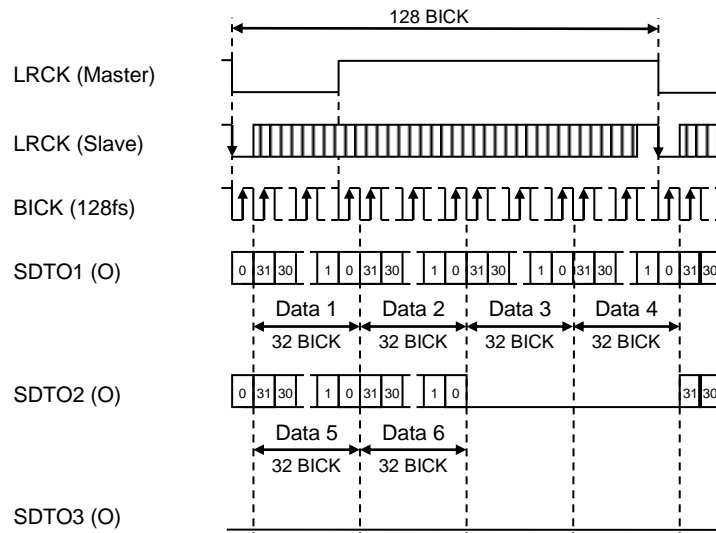 128 BICK
LRCK (Master)
LRCK (Slave)
BICK (128fs)
SDTO1 (O) 0 31 30 1 0 31 30 1 0 31 30 1 0 31 30 1 0 31 30
Data 1 Data 2 Data 3 Data 4
32 BICK 32 BICK 32 BICK 32 BICK
SDTO2 (O) 0 31 30 1 0 31 30 1 0 31 30
Data 5 Data 6
32 BICK 32 BICK
SDTO3 (O)